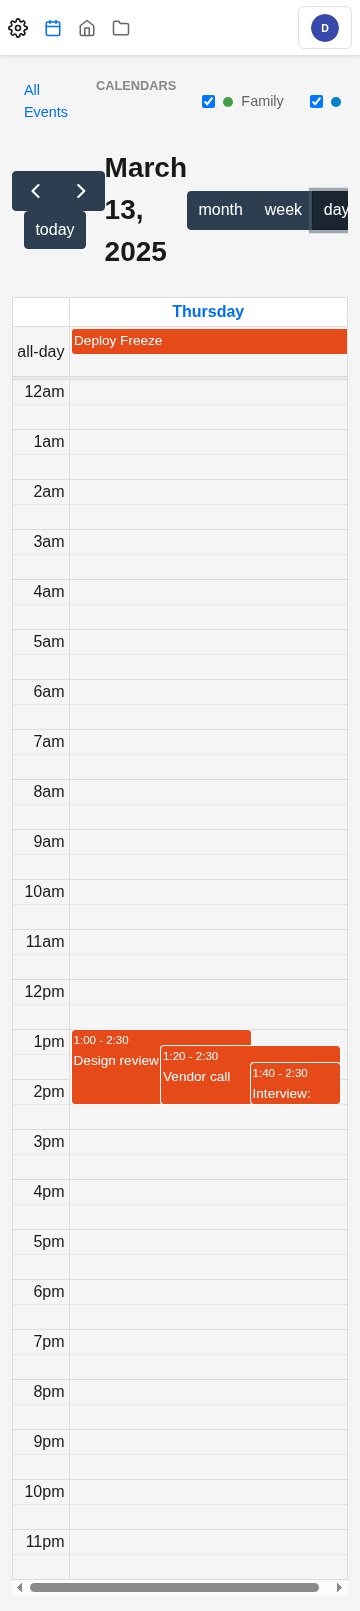 D
All
Events
CALENDARS
Family
March
13,
2025
today
month week day
Thursday
all-day
Deploy Freeze
12am
1am
2am
3am
4am
5am
6am
7am
8am
9am
10am
11am
12pm
1pm
1:00 - 2:30
Design review
1:20 - 2:30
Vendor call
1:40 - 2:30
Interview:
2pm
3pm
4pm
5pm
6pm
7pm
8pm
9pm
10pm
11pm